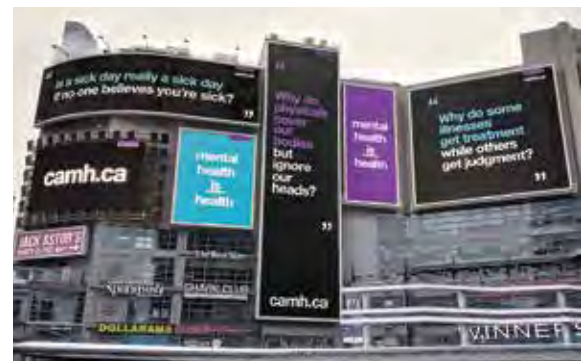 “
Is a sick day really a sick day
if no one believes you're sick?
”
camh.ca
mental
health
is
health
“
Why do
physicals
cover
our
bodies
but
ignore
our
heads?
”
camh.ca
mental
health
is
health
“
Why do some
illnesses
get treatment
while others
get judgment?
”
JACK ASTOR'S
SHARK CLUB
DOLLARAMA
WINNERS